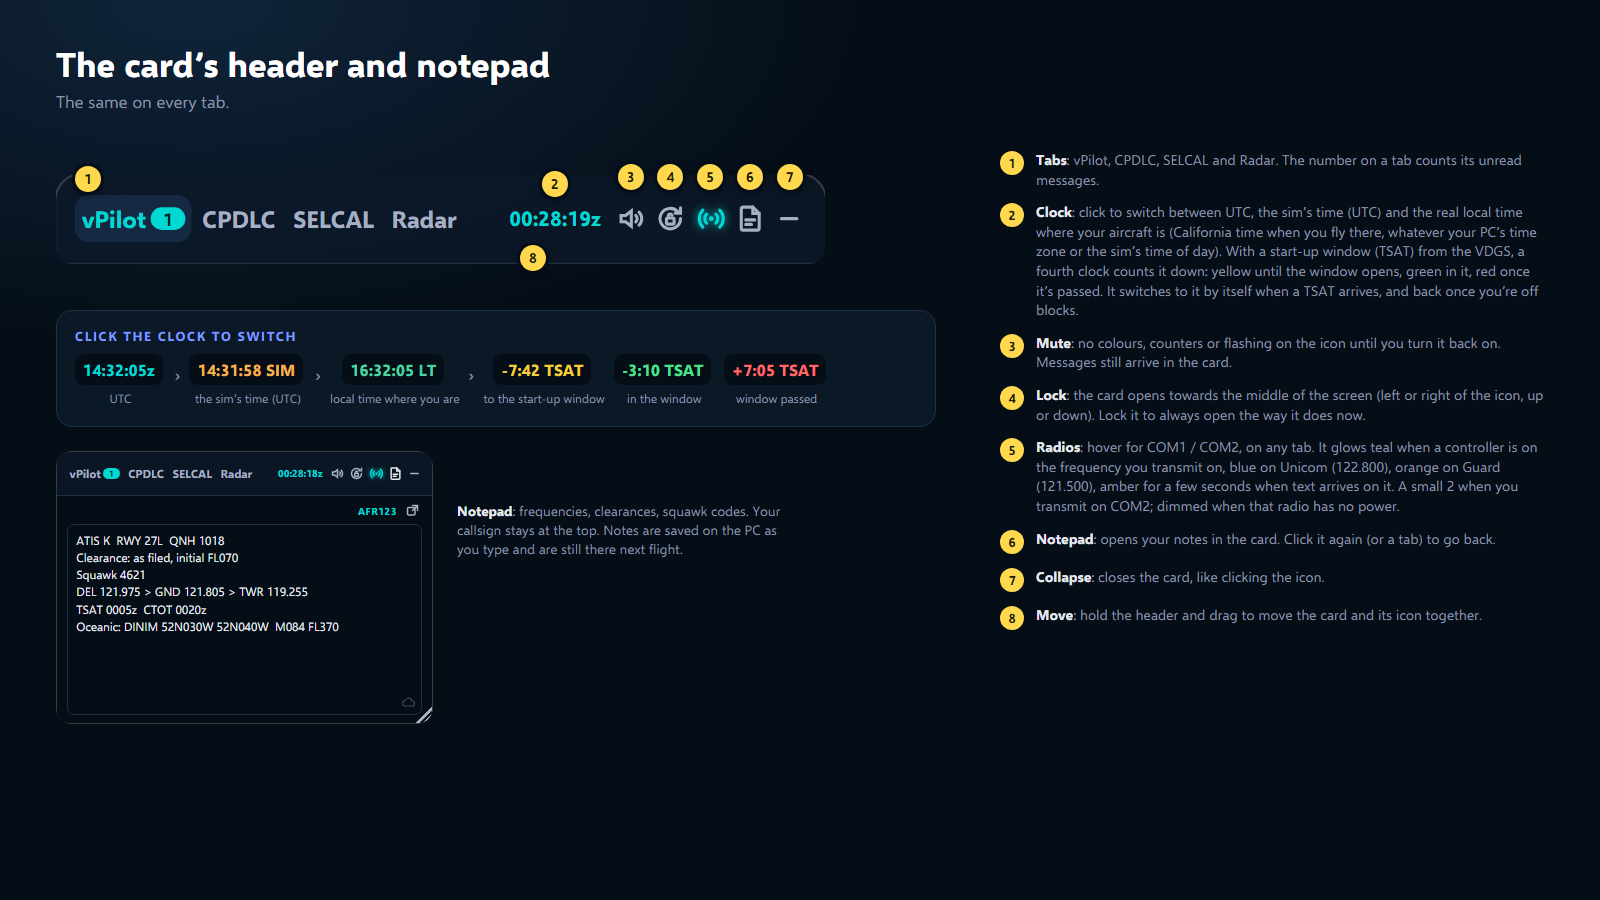 The card's header and notepad
The same on every tab.
1
2
3
4
5
6
7
vPilot 1 CPDLC SELCAL Radar 00:28:19z
8
CLICK THE CLOCK TO SWITCH
14:32:05z › 14:31:58 SIM › 16:32:05 LT › -7:42 TSAT -3:10 TSAT +7:05 TSAT
UTC the sim's time (UTC) local time where you are to the start-up window in the window window passed
vPilot 1 CPDLC SELCAL Radar 00:28:18z
AFR123
ATIS K RWY 27L QNH 1018
Clearance: as filed, initial FL070
Squawk 4621
DEL 121.975 > GND 121.805 > TWR 119.255
TSAT 0005z CTOT 0020z
Oceanic: DINIM 52N030W 52N040W M084 FL370
Notepad: frequencies, clearances, squawk codes. Your
callsign stays at the top. Notes are saved on the PC as
you type and are still there next flight.
1 Tabs: vPilot, CPDLC, SELCAL and Radar. The number on a tab counts its unread
messages.
2 Clock: click to switch between UTC, the sim's time (UTC) and the real local time
where your aircraft is (California time when you fly there, whatever your PC's time
zone or the sim's time of day). With a start-up window (TSAT) from the VDGS, a
fourth clock counts it down: yellow until the window opens, green in it, red once
it's passed. It switches to it by itself when a TSAT arrives, and back once you're off
blocks.
3 Mute: no colours, counters or flashing on the icon until you turn it back on.
Messages still arrive in the card.
4 Lock: the card opens towards the middle of the screen (left or right of the icon, up
or down). Lock it to always open the way it does now.
5 Radios: hover for COM1 / COM2, on any tab. It glows teal when a controller is on
the frequency you transmit on, blue on Unicom (122.800), orange on Guard
(121.500), amber for a few seconds when text arrives on it. A small 2 when you
transmit on COM2; dimmed when that radio has no power.
6 Notepad: opens your notes in the card. Click it again (or a tab) to go back.
7 Collapse: closes the card, like clicking the icon.
8 Move: hold the header and drag to move the card and its icon together.